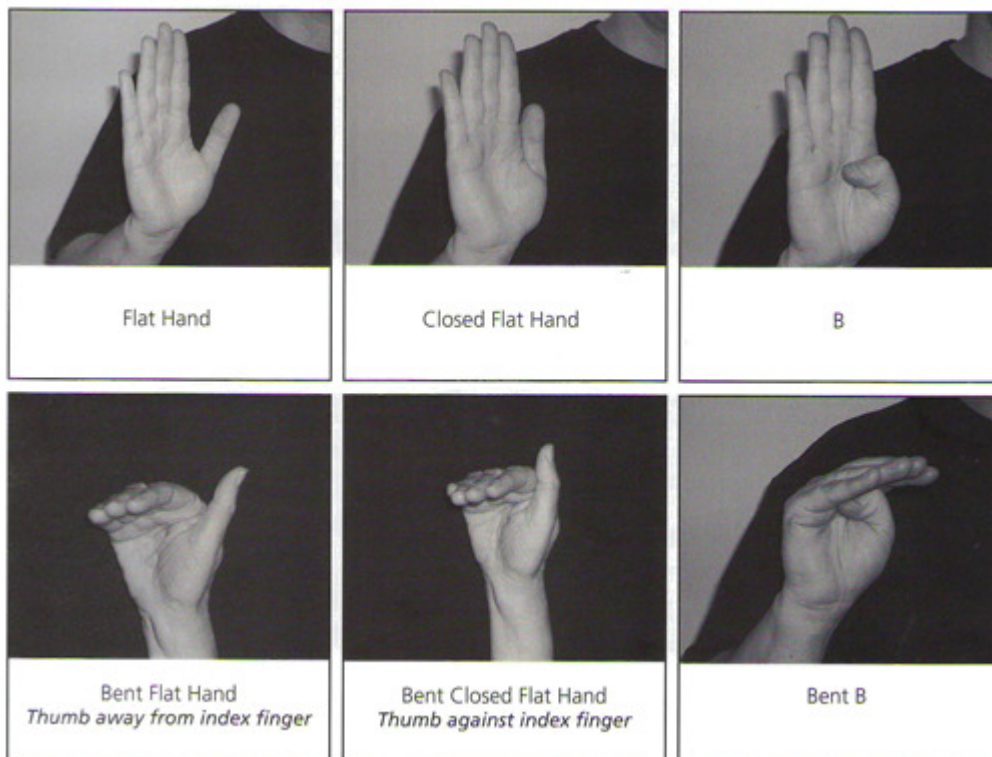 Flat Hand
Closed Flat Hand
B
Bent Flat Hand
Thumb away from index finger
Bent Closed Flat Hand
Thumb against index finger
Bent B